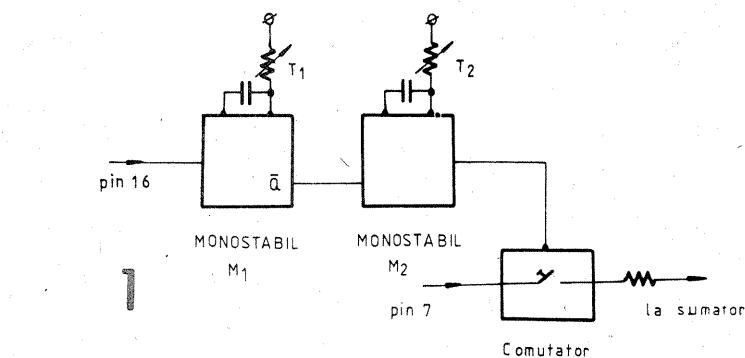 T1
T2
pin 16
Q̅
MONOSTABIL
M1
MONOSTABIL
M2
1
pin 7
la sumator
Comutator